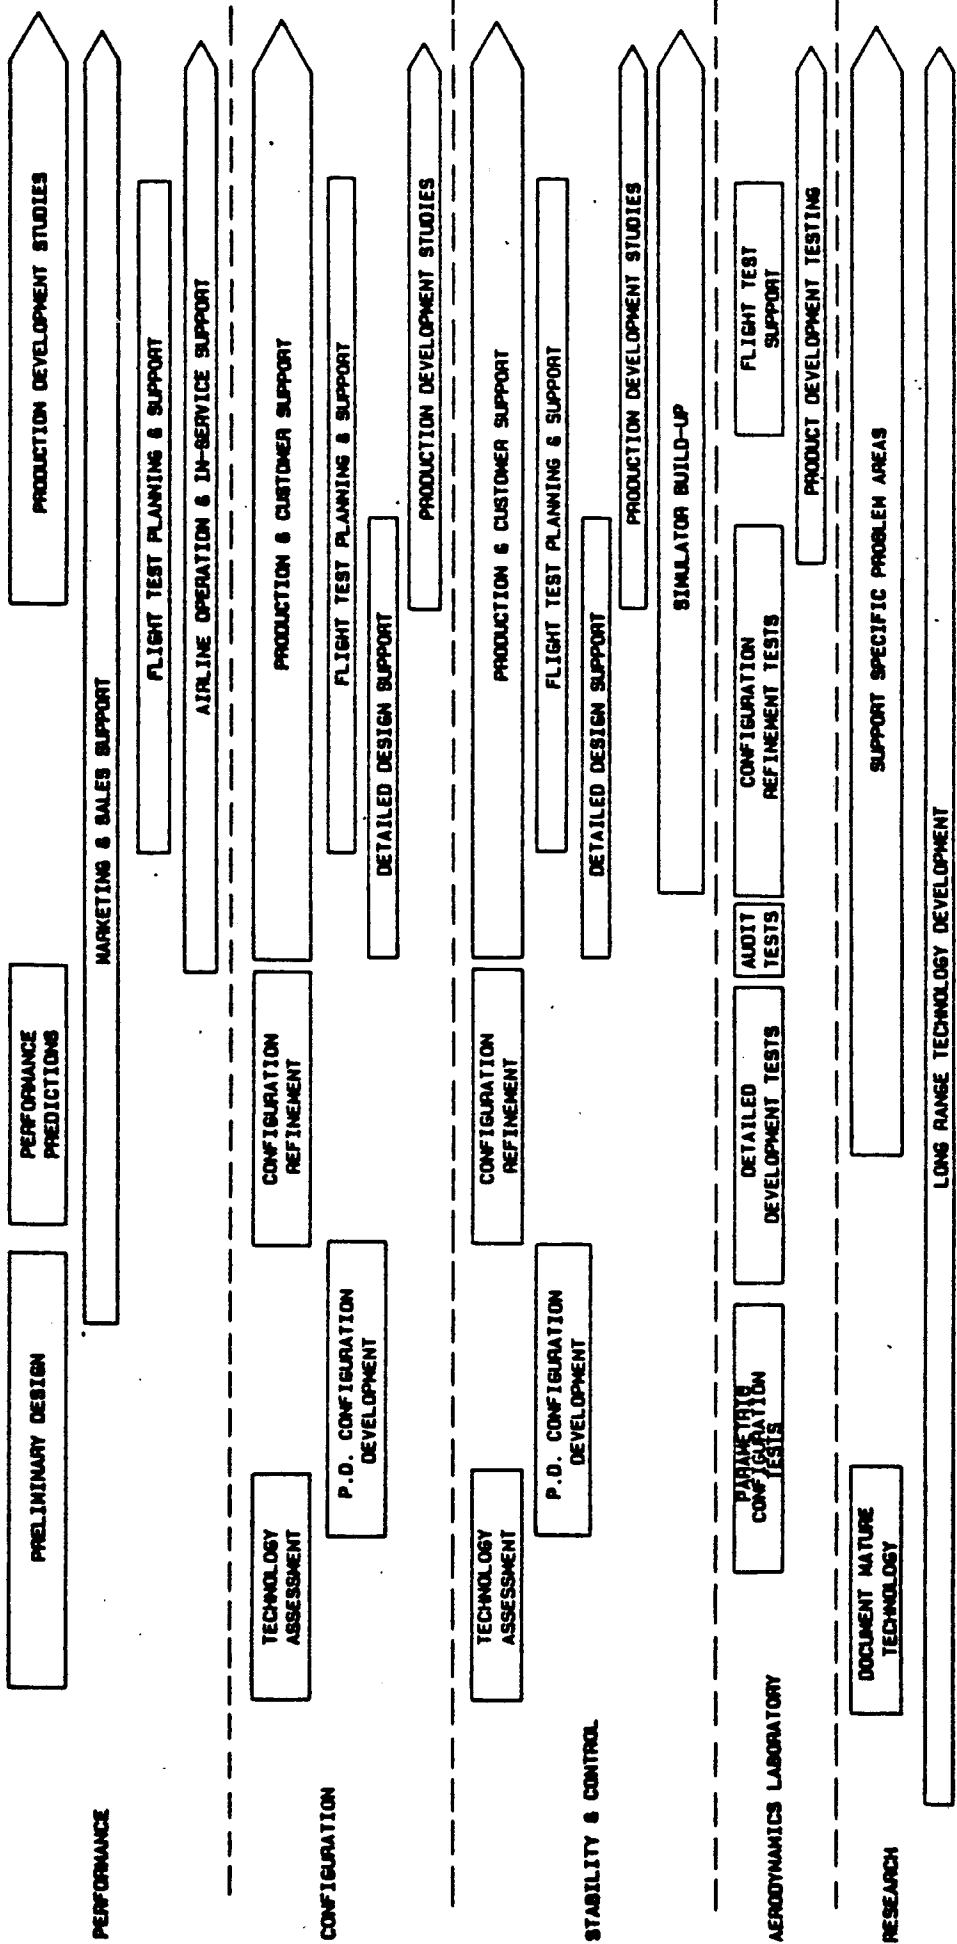 PERFORMANCE
PRELIMINARY DESIGN
PERFORMANCE
PREDICTIONS
PRODUCTION DEVELOPMENT STUDIES
MARKETING & SALES SUPPORT
FLIGHT TEST PLANNING & SUPPORT
AIRLINE OPERATION & IN-SERVICE SUPPORT
CONFIGURATION
TECHNOLOGY
ASSESSMENT
CONFIGURATION
REFINEMENT
PRODUCTION & CUSTOMER SUPPORT
P.D. CONFIGURATION
DEVELOPMENT
FLIGHT TEST PLANNING & SUPPORT
DETAILED DESIGN SUPPORT
PRODUCTION DEVELOPMENT STUDIES
STABILITY & CONTROL
TECHNOLOGY
ASSESSMENT
CONFIGURATION
REFINEMENT
PRODUCTION & CUSTOMER SUPPORT
P.D. CONFIGURATION
DEVELOPMENT
FLIGHT TEST PLANNING & SUPPORT
DETAILED DESIGN SUPPORT
PRODUCTION DEVELOPMENT STUDIES
SIMULATOR BUILD-UP
AERODYNAMICS LABORATORY
PARAMETRIC
CONFIGURATION
TESTS
DETAILED
DEVELOPMENT TESTS
AUDIT
TESTS
CONFIGURATION
REFINEMENT TESTS
FLIGHT TEST
SUPPORT
PRODUCT DEVELOPMENT TESTING
RESEARCH
DOCUMENT MATURE
TECHNOLOGY
SUPPORT SPECIFIC PROBLEM AREAS
LONG RANGE TECHNOLOGY DEVELOPMENT